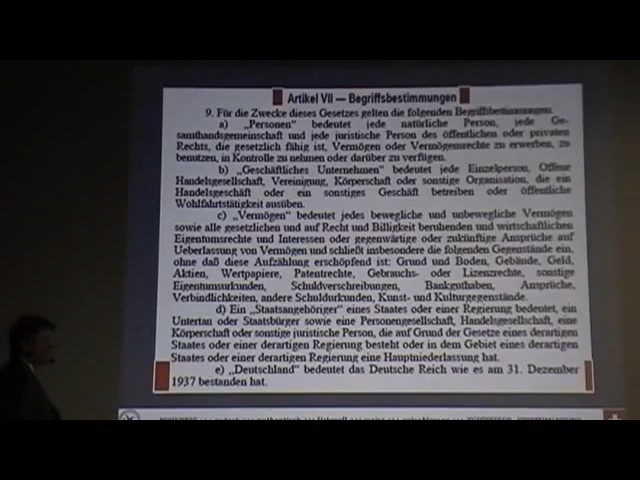 Artikel VII — Begriffsbestimmungen
9. Für die Zwecke dieses Gesetzes gelten die folgenden Begriffsbestimmungen.
a) „Personen“ bedeutet jede natürliche Person, jede Ge-
samthandsgemeinschaft und jede juristische Person des öffentlichen oder privaten
Rechts, die gesetzlich fähig ist, Vermögen oder Vermögensrechte zu erwerben, zu
benutzen, in Kontrolle zu nehmen oder darüber zu verfügen.
b) „Geschäftliches Unternehmen“ bedeutet jede Einzelperson, Offene
Handelsgesellschaft, Vereinigung, Körperschaft oder sonstige Organisation, die ein
Handelsgeschäft oder ein sonstiges Geschäft betreiben oder öffentliche
Wohlfahrtstätigkeit ausüben.
c) „Vermögen“ bedeutet jedes bewegliche und unbewegliche Vermögen
sowie alle gesetzlichen und auf Recht und Billigkeit beruhenden und wirtschaftlichen
Eigentumsrechte und Interessen oder gegenwärtige oder zukünftige Ansprüche auf
Ueberlassung von Vermögen und schließt insbesondere die folgenden Gegenstände ein,
ohne daß diese Aufzählung erschöpfend ist: Grund und Boden, Gebäude, Geld,
Aktien, Wertpapiere, Patentrechte, Gebrauchs- oder Lizenzrechte, sonstige
Eigentumsurkunden, Schuldverschreibungen, Bankguthaben, Ansprüche,
Verbindlichkeiten, andere Schuldurkunden, Kunst- und Kulturgegenstände.
d) Ein „Staatsangehöriger“ eines Staates oder einer Regierung bedeutet, ein
Untertan oder Staatsbürger sowie eine Personengesellschaft, Handelsgesellschaft, eine
Körperschaft oder sonstige juristische Person, die auf Grund der Gesetze eines derartigen
Staates oder einer derartigen Regierung besteht oder in dem Gebiet eines derartigen
Staates oder einer derartigen Regierung eine Hauptniederlassung hat.
e) „Deutschland“ bedeutet das Deutsche Reich wie es am 31. Dezember
1937 bestanden hat.